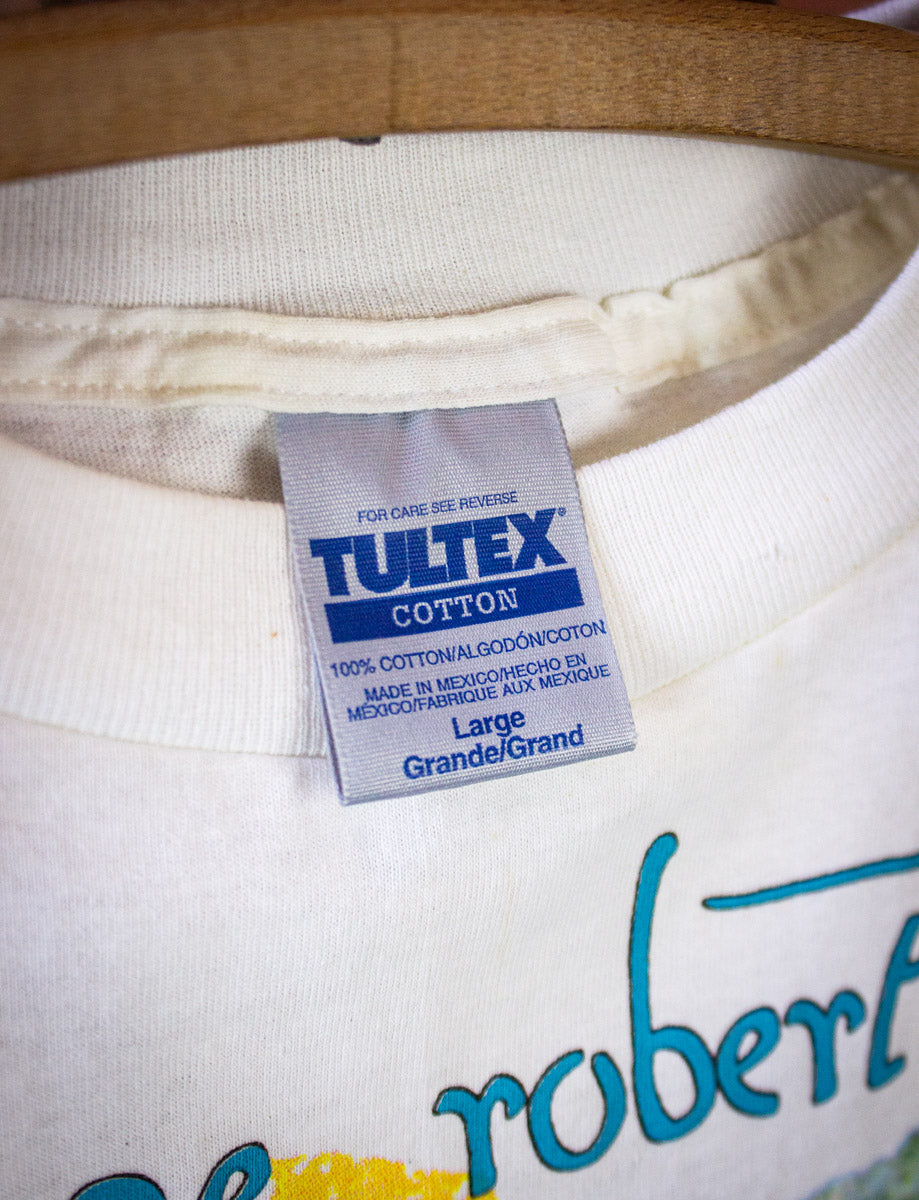 FOR CARE SEE REVERSE
TULTEX®
COTTON
100% COTTON/ALGODÓN/COTON
MADE IN MEXICO/HECHO EN
MÉXICO/FABRIQUE AUX MEXIQUE
Large
Grande/Grand
robert